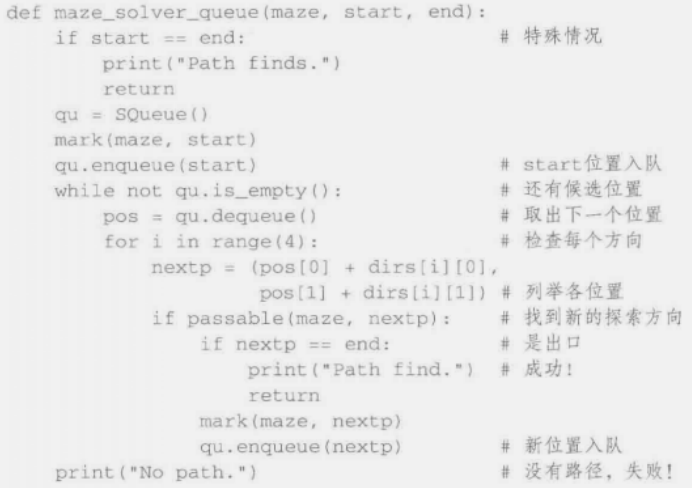 def maze_solver_queue(maze, start, end):
    if start == end:                          # 特殊情况
        print("Path finds.")
        return
    qu = SQueue()
    mark(maze, start)
    qu.enqueue(start)                         # start位置入队
    while not qu.is_empty():                  # 还有候选位置
        pos = qu.dequeue()                    # 取出下一个位置
        for i in range(4):                    # 检查每个方向
            nextp = (pos[0] + dirs[i][0],
                     pos[1] + dirs[i][1]) # 列举各位置
            if passable(maze, nextp):     # 找到新的探索方向
                if nextp == end:          # 是出口
                    print("Path find.")   # 成功!
                    return
                mark(maze, nextp)
                qu.enqueue(nextp)         # 新位置入队
    print("No path.")                         # 没有路径, 失败!